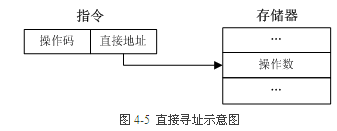 指令
存储器
操作码 直接地址
…
操作数
…
图 4-5 直接寻址示意图